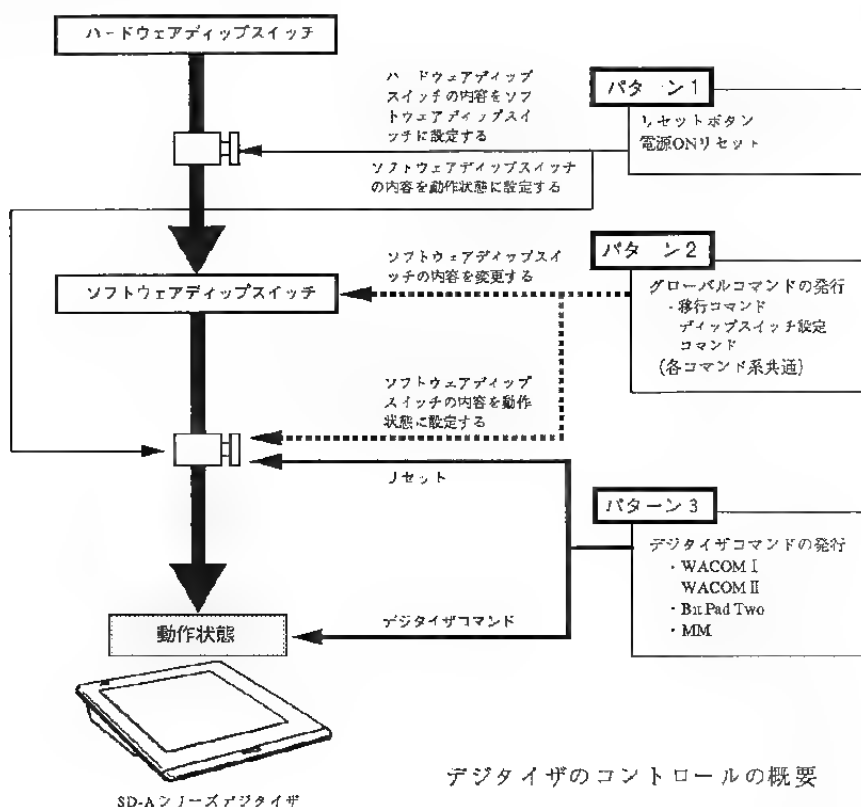 ハードウェアディップスイッチ
ハードウェアディップ
スイッチの内容をソフ
トウェアディップスイ
ッチに設定する
パターン1
リセットボタン
電源ONリセット
ソフトウェアディップスイッチ
の内容を動作状態に設定する
ソフトウェアディップスイ
ッチの内容を変更する
パターン2
グローバルコマンドの発行
・移行コマンド
ディップスイッチ設定
コマンド
(各コマンド系共通)
ソフトウェアディップスイッチ
ソフトウェアディップ
スイッチの内容を動作
状態に設定する
リセット
パターン3
デジタイザコマンドの発行
・WACOM Ⅰ
WACOM Ⅱ
・Bit Pad Two
・MM
デジタイザコマンド
動作状態
デジタイザのコントロールの概要
SD-Aシリーズデジタイザ